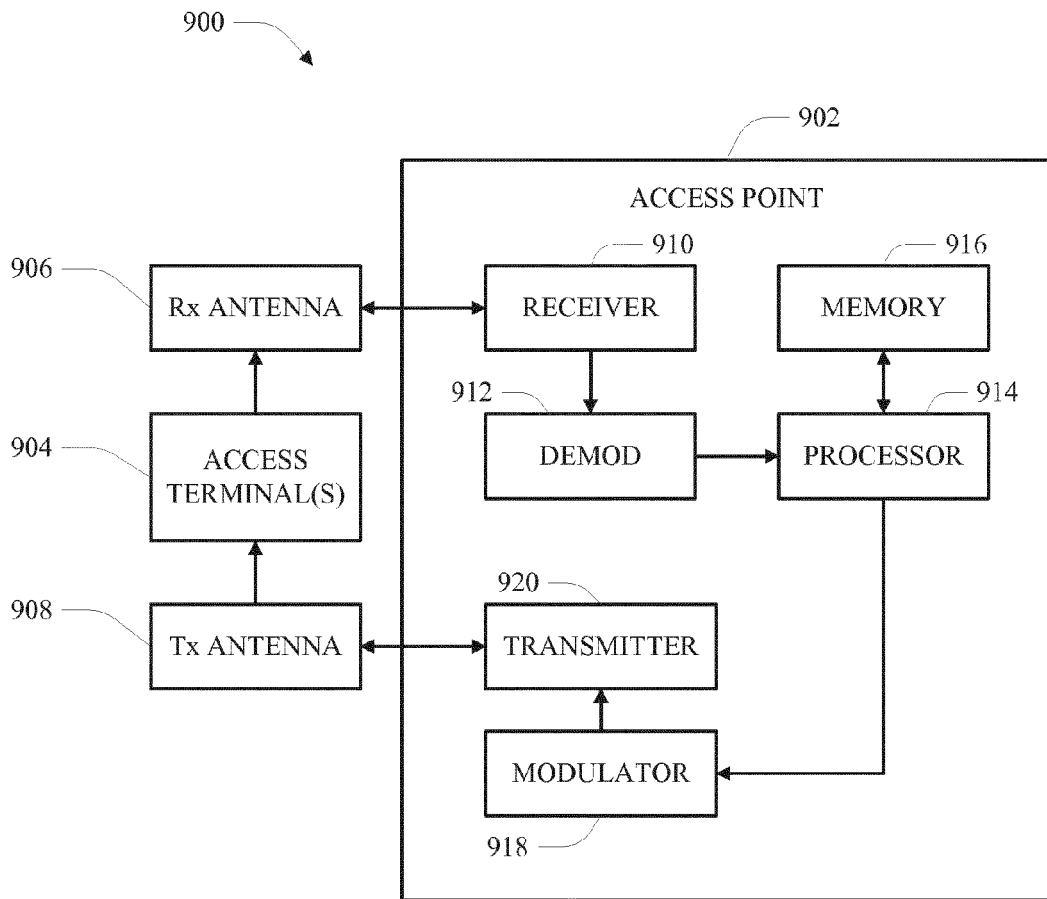 900
902
ACCESS POINT
910
916
906
Rx ANTENNA
RECEIVER
MEMORY
912
914
904
ACCESS
TERMINAL(S)
DEMOD
PROCESSOR
920
908
Tx ANTENNA
TRANSMITTER
MODULATOR
918